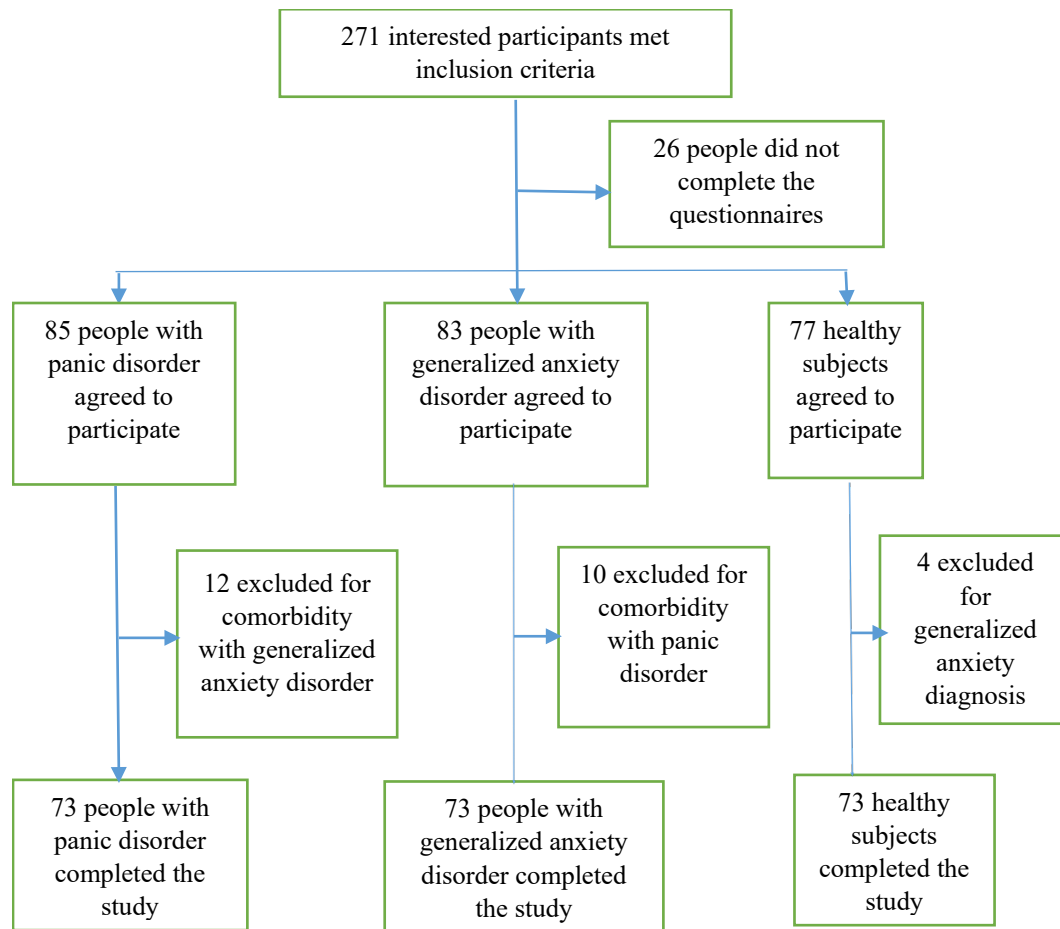 271 interested participants met
inclusion criteria
26 people did not
complete the
questionnaires
85 people with
panic disorder
agreed to
participate
83 people with
generalized anxiety
disorder agreed to
participate
77 healthy
subjects
agreed to
participate
12 excluded for
comorbidity
with generalized
anxiety disorder
10 excluded for
comorbidity
with panic
disorder
4 excluded
for
generalized
anxiety
diagnosis
73 people with
panic disorder
completed the
study
73 people with
generalized anxiety
disorder completed
the study
73 healthy
subjects
completed the
study